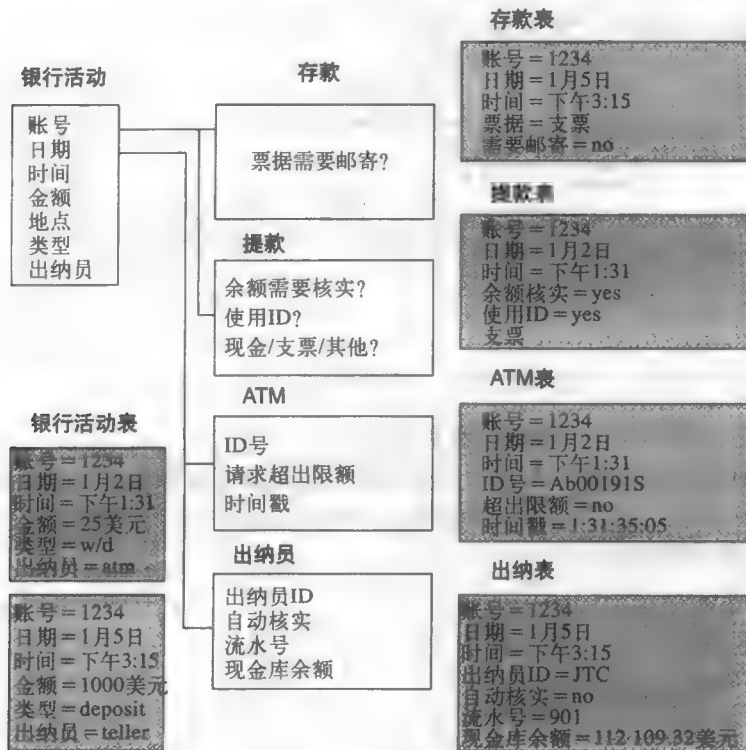 银行活动
账号
日期
时间
金额
地点
类型
出纳员
存款
票据需要邮寄?
提款
余额需要核实?
使用ID?
现金/支票/其他?
ATM
ID号
请求超出限额
时间戳
出纳员
出纳员ID
自动核实
流水号
现金库余额
银行活动表
账号=1234
日期=1月2日
时间=下午1:31
金额=25美元
类型=w/d
出纳员=atm
账号=1234
日期=1月5日
时间=下午3:15
金额=1000美元
类型=deposit
出纳员=teller
存款表
账号=1234
日期=1月5日
时间=下午3:15
票据=支票
需要邮寄=no
提款表
账号=1234
日期=1月2日
时间=下午1:31
余额核实=yes
使用ID=yes
支票
ATM表
账号=1234
日期=1月2日
时间=下午1:31
ID号=Ab00191S
超出限额=no
时间戳=1:31:35:05
出纳表
账号=1234
日期=1月5日
时间=下午3:15
出纳员ID=JTC
自动核实=no
流水号=901
现金库余额=112 109.32美元